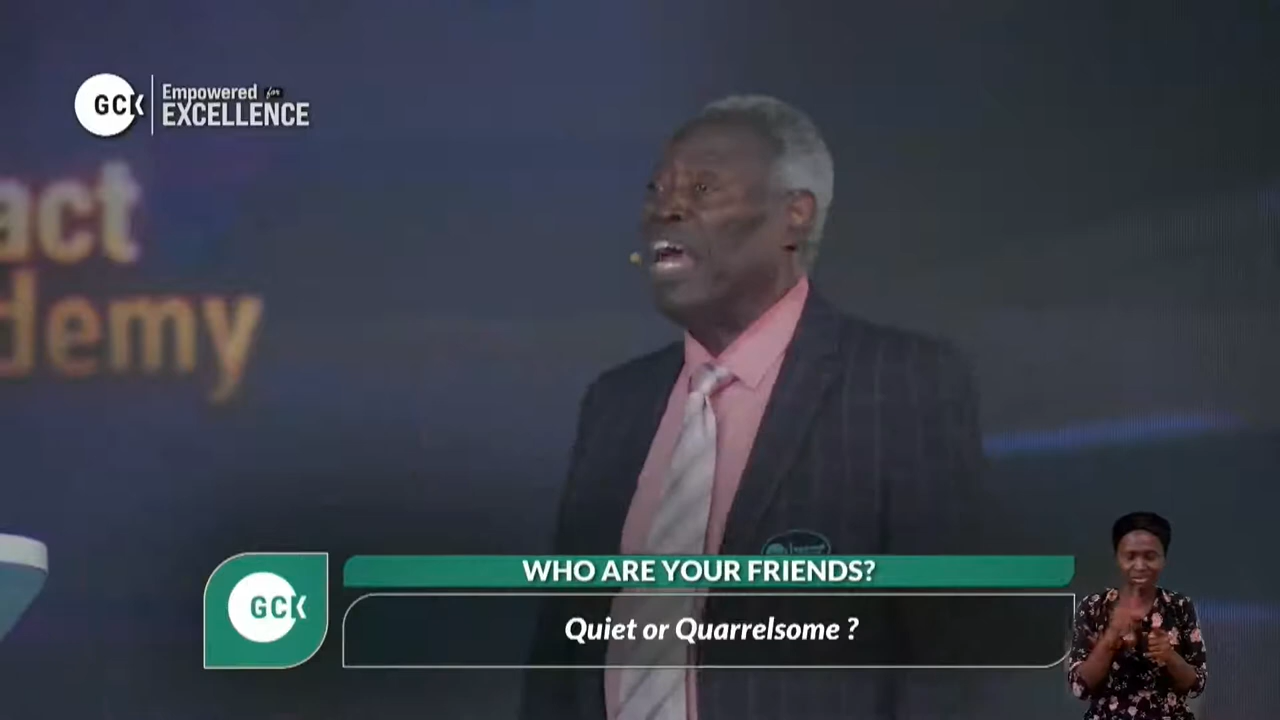 GCK
Empowered for
EXCELLENCE
act
demy
WHO ARE YOUR FRIENDS?
GCK
Quiet or Quarrelsome ?